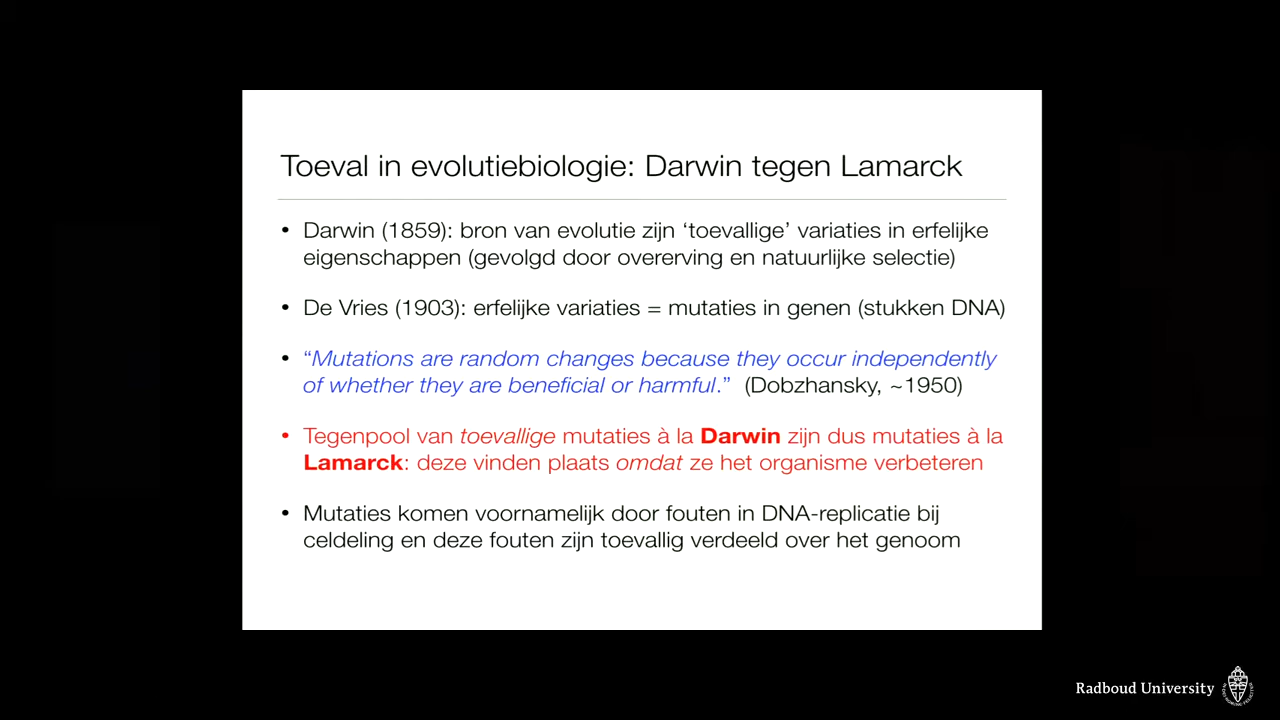 Toeval in evolutiebiologie: Darwin tegen Lamarck
• Darwin (1859): bron van evolutie zijn ‘toevallige’ variaties in erfelijke
eigenschappen (gevolgd door overerving en natuurlijke selectie)
• De Vries (1903): erfelijke variaties = mutaties in genen (stukken DNA)
• “Mutations are random changes because they occur independently
of whether they are beneficial or harmful.” (Dobzhansky, ~1950)
• Tegenpool van toevallige mutaties à la Darwin zijn dus mutaties à la
Lamarck: deze vinden plaats omdat ze het organisme verbeteren
• Mutaties komen voornamelijk door fouten in DNA-replicatie bij
celdeling en deze fouten zijn toevallig verdeeld over het genoom
Radboud University